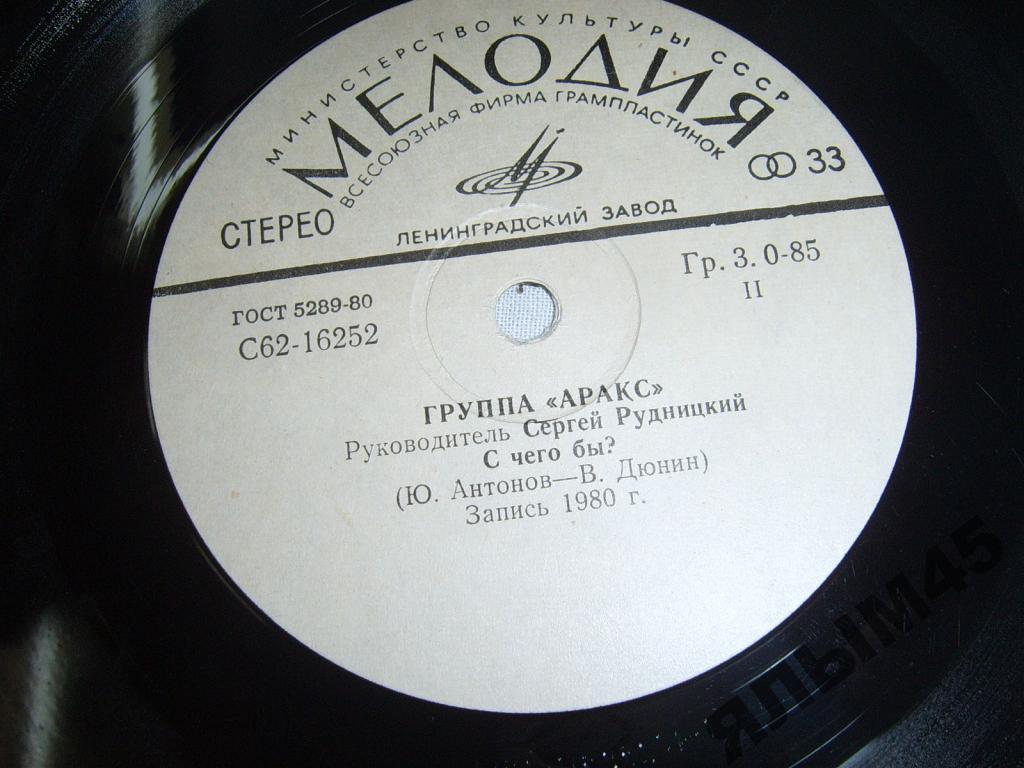 МИНИСТЕРСТВО КУЛЬТУРЫ СССР
МЕЛОДИЯ
ВСЕСОЮЗНАЯ ФИРМА ГРАМПЛАСТИНОК
33
СТЕРЕО
ЛЕНИНГРАДСКИЙ ЗАВОД
ГОСТ 5289-80
Гр. 3. 0-85
С62-16252
II
ГРУППА «АРАКС»
Руководитель Сергей Рудницкий
С чего бы?
(Ю. Антонов—В. Дюнин)
Запись 1980 г.
ЯЛЫМ45